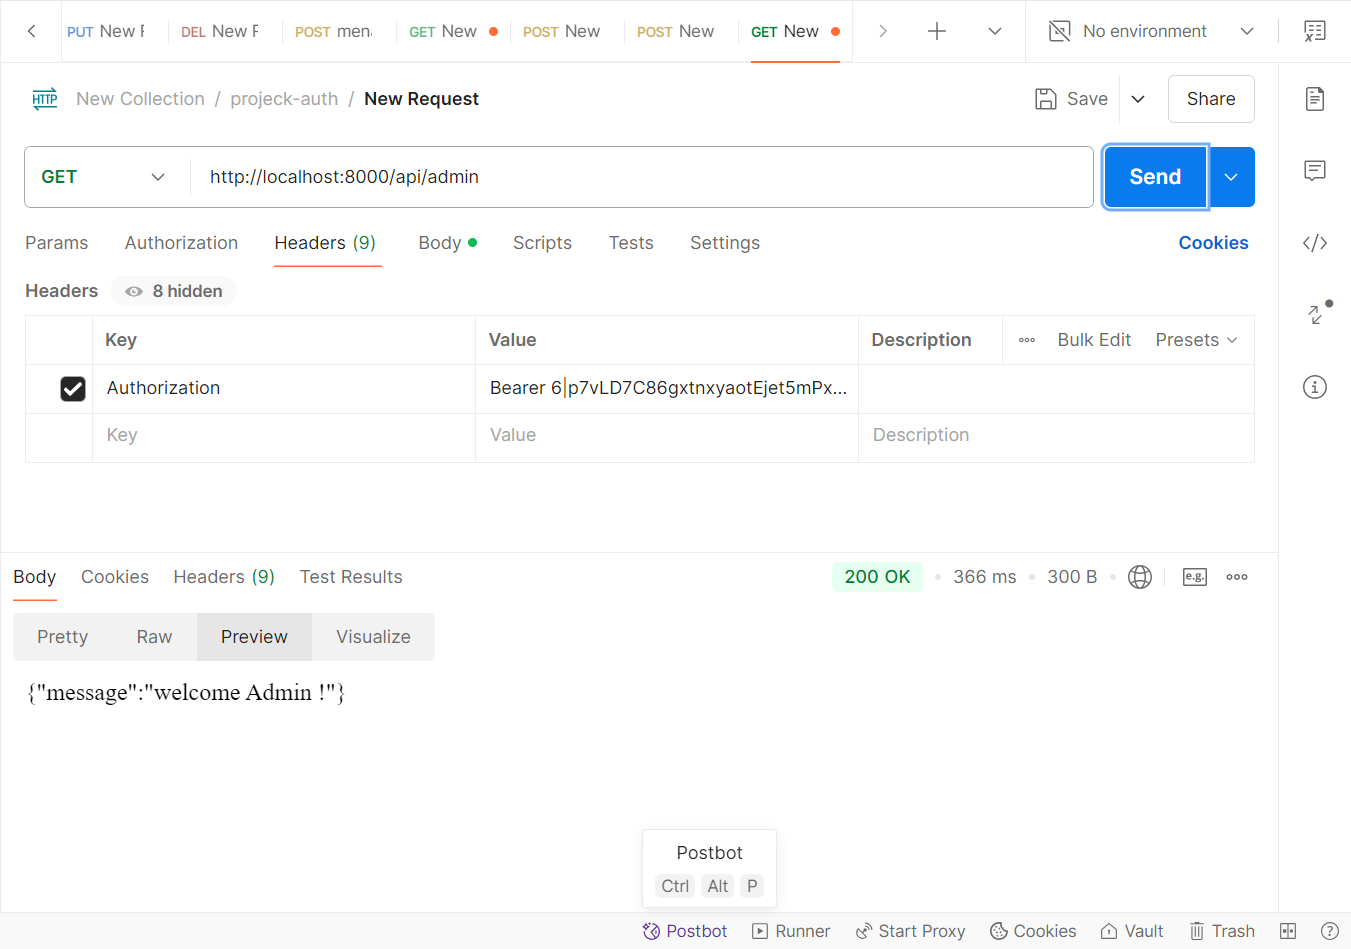 PUT New F DEL New F POST men. GET New POST New POST New GET New No environment
HTTP New Collection / projeck-auth / New Request Save Share
GET http://localhost:8000/api/admin Send
Params Authorization Headers (9) Body Scripts Tests Settings Cookies
Headers 8 hidden
Key Value Description Bulk Edit Presets
Authorization Bearer 6|p7vLD7C86gxtnxyaotEjet5mPx...
Key Value Description
Body Cookies Headers (9) Test Results 200 OK 366 ms 300 B e.g.
Pretty Raw Preview Visualize
{"message":"welcome Admin !"}
Postbot
Ctrl Alt P
Postbot Runner Start Proxy Cookies Vault Trash